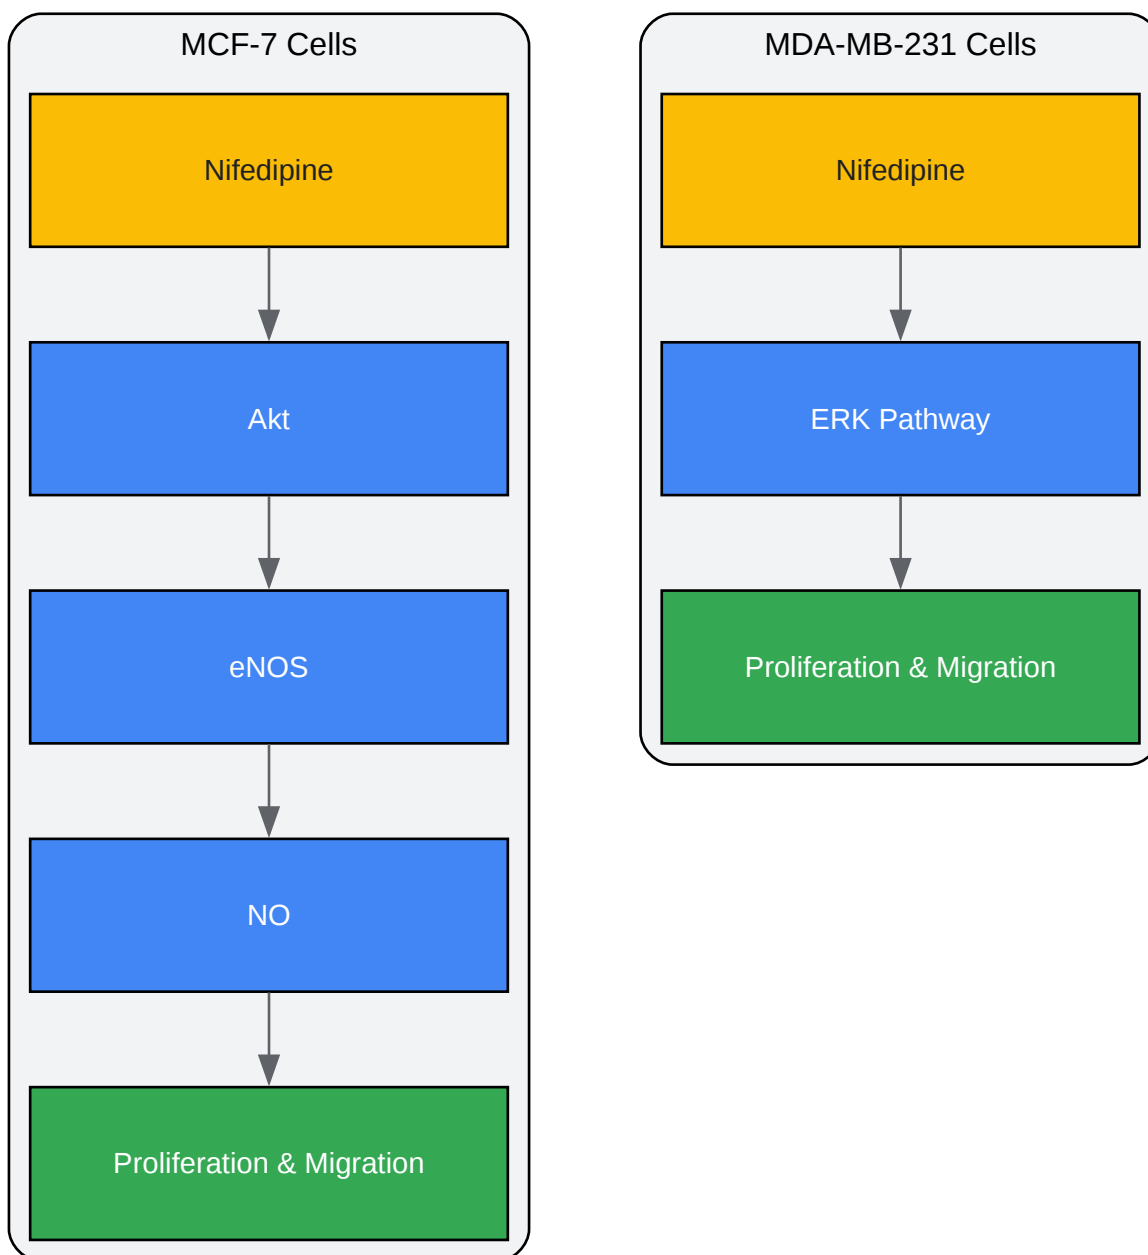 MCF-7 Cells
Nifedipine
Akt
eNOS
NO
Proliferation & Migration
MDA-MB-231 Cells
Nifedipine
ERK Pathway
Proliferation & Migration